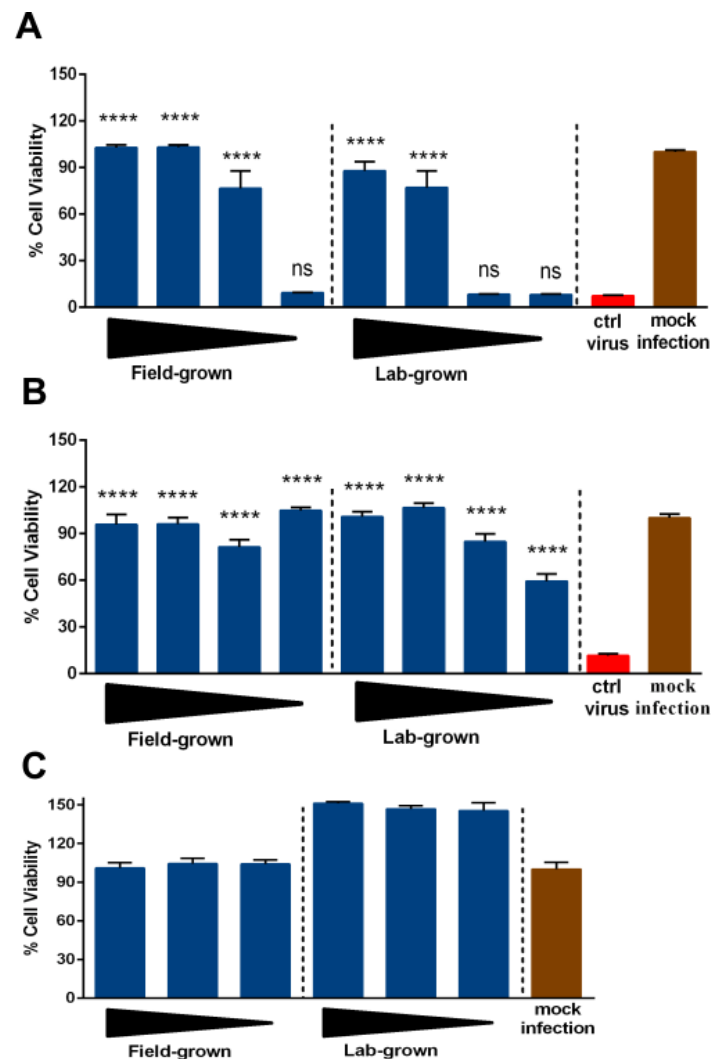 A
% Cell Viability
150
120
90
60
30
0
**** **** **** ns **** **** ns ns
ctrl virus
mock infection
Field-grown
Lab-grown
B
% Cell Viability
150
120
90
60
30
0
**** **** **** **** **** **** **** ****
ctrl virus
mock infection
Field-grown
Lab-grown
C
% Cell Viability
150
120
90
60
30
0
mock infection
Field-grown
Lab-grown